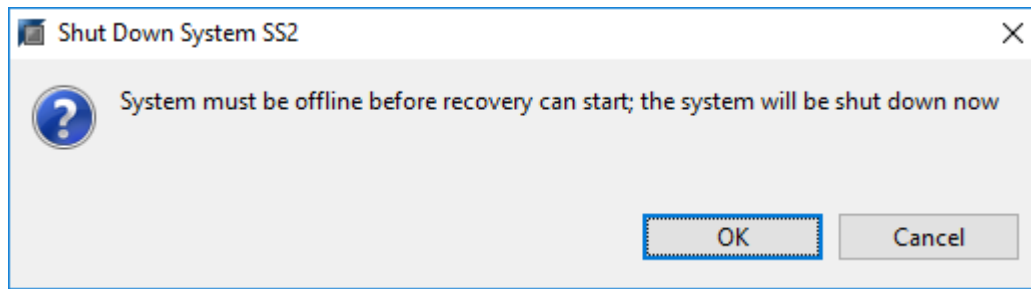 Shut Down System SS2
System must be offline before recovery can start; the system will be shut down now
OK
Cancel